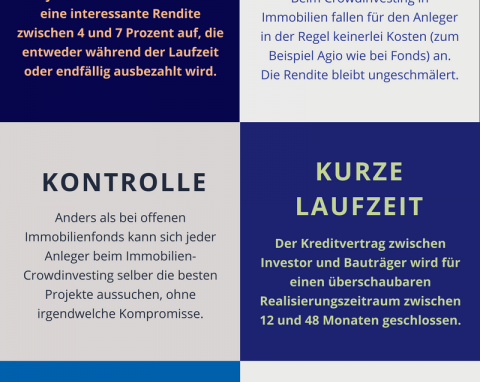 eine interessante Rendite
zwischen 4 und 7 Prozent auf, die
entweder während der Laufzeit
oder endfällig ausbezahlt wird.
Beim Crowdinvesting in
Immobilien fallen für den Anleger
in der Regel keinerlei Kosten (zum
Beispiel Agio wie bei Fonds) an.
Die Rendite bleibt ungeschmälert.
KONTROLLE
Anders als bei offenen
Immobilienfonds kann sich jeder
Anleger beim Immobilien-
Crowdinvesting selber die besten
Projekte aussuchen, ohne
irgendwelche Kompromisse.
KURZE
LAUFZEIT
Der Kreditvertrag zwischen
Investor und Bauträger wird für
einen überschaubaren
Realisierungszeitraum zwischen
12 und 48 Monaten geschlossen.